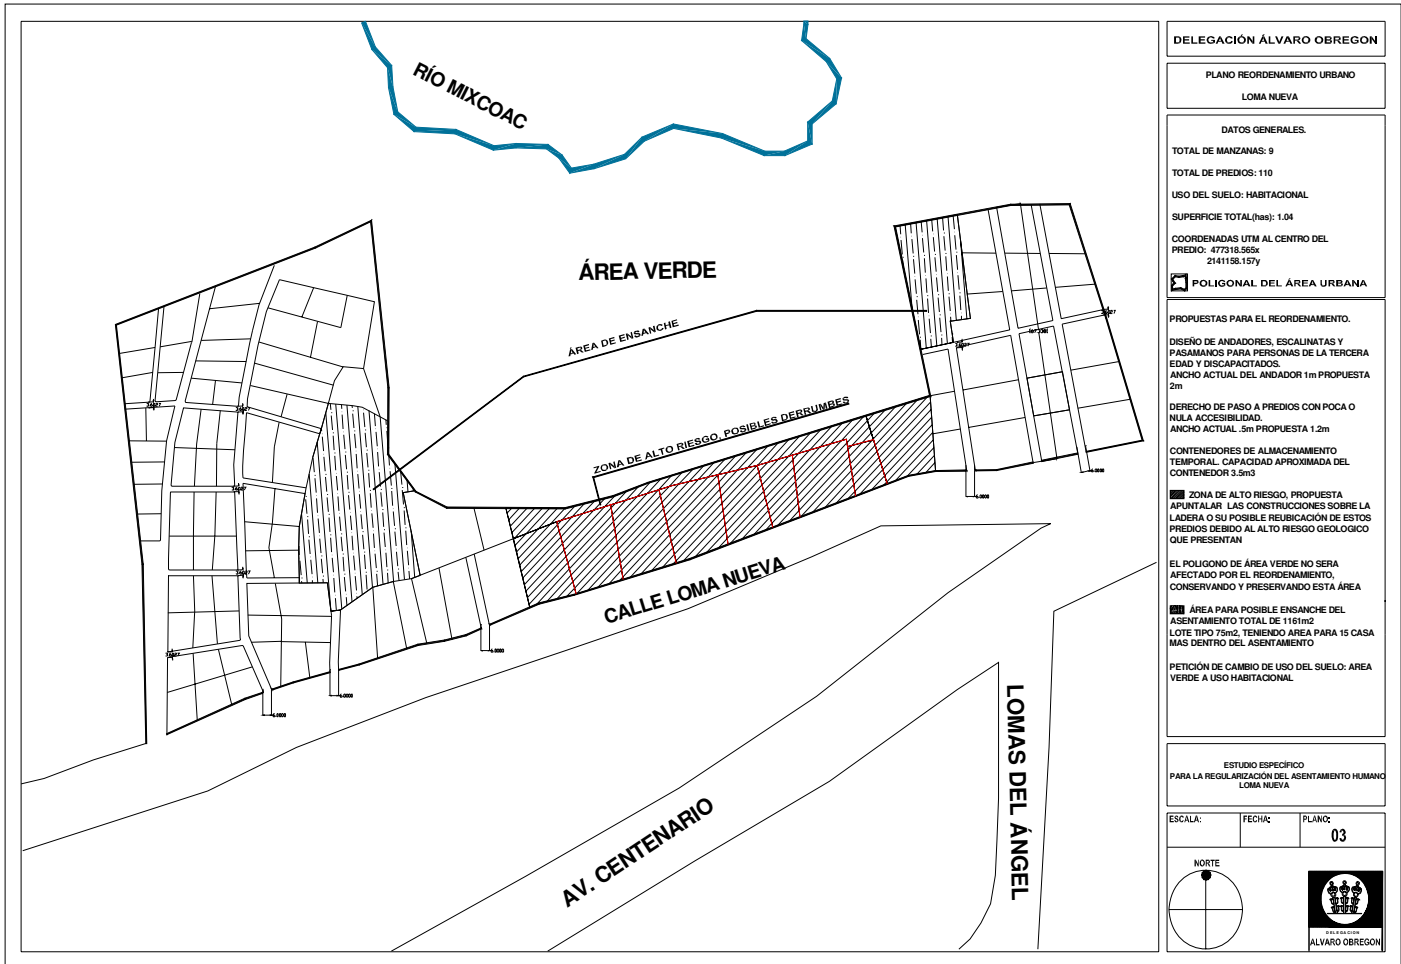 RÍO MIXCOAC
ÁREA VERDE
ÁREA DE ENSANCHE
ZONA DE ALTO RIESGO, POSIBLES DERRUMBES
CALLE LOMA NUEVA
AV. CENTENARIO
LOMAS DEL ÁNGEL
DELEGACIÓN ÁLVARO OBREGON
PLANO REORDENAMIENTO URBANO
LOMA NUEVA
DATOS GENERALES.
TOTAL DE MANZANAS: 9
TOTAL DE PREDIOS: 110
USO DEL SUELO: HABITACIONAL
SUPERFICIE TOTAL(has): 1.04
COORDENADAS UTM AL CENTRO DEL
PREDIO: 477318.565x
2141158.157y
POLIGONAL DEL ÁREA URBANA
PROPUESTAS PARA EL REORDENAMIENTO.
DISEÑO DE ANDADORES, ESCALINATAS Y
PASAMANOS PARA PERSONAS DE LA TERCERA
EDAD Y DISCAPACITADOS.
ANCHO ACTUAL DEL ANDADOR 1m PROPUESTA
2m
DERECHO DE PASO A PREDIOS CON POCA O
NULA ACCESIBILIDAD.
ANCHO ACTUAL .5m PROPUESTA 1.2m
CONTENEDORES DE ALMACENAMIENTO
TEMPORAL. CAPACIDAD APROXIMADA DEL
CONTENEDOR 3.5m3
ZONA DE ALTO RIESGO, PROPUESTA
APUNTALAR LAS CONSTRUCCIONES SOBRE LA
LADERA O SU POSIBLE REUBICACIÓN DE ESTOS
PREDIOS DEBIDO AL ALTO RIESGO GEOLOGICO
QUE PRESENTAN
EL POLIGONO DE ÁREA VERDE NO SERA
AFECTADO POR EL REORDENAMIENTO,
CONSERVANDO Y PRESERVANDO ESTA ÁREA
ÁREA PARA POSIBLE ENSANCHE DEL
ASENTAMIENTO TOTAL DE 1161m2
LOTE TIPO 75m2, TENIENDO AREA PARA 15 CASA
MAS DENTRO DEL ASENTAMIENTO
PETICIÓN DE CAMBIO DE USO DEL SUELO: AREA
VERDE A USO HABITACIONAL
ESTUDIO ESPECÍFICO
PARA LA REGULARIZACIÓN DEL ASENTAMIENTO HUMANO
LOMA NUEVA
ESCALA:
FECHA:
PLANO:
03
NORTE
DELEGACION
ALVARO OBREGON